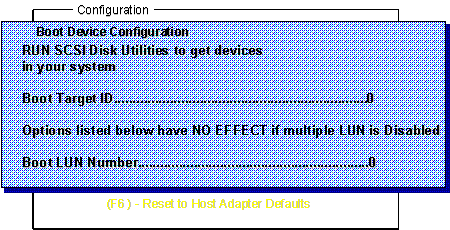 Configuration
Boot Device Configuration
RUN SCSI Disk Utilities to get devices
in your system
Boot Target ID......................................................................0
Options listed below have NO EFFECT if multiple LUN is Disabled
Boot LUN Number................................................................0
(F6 ) - Reset to Host Adapter Defaults